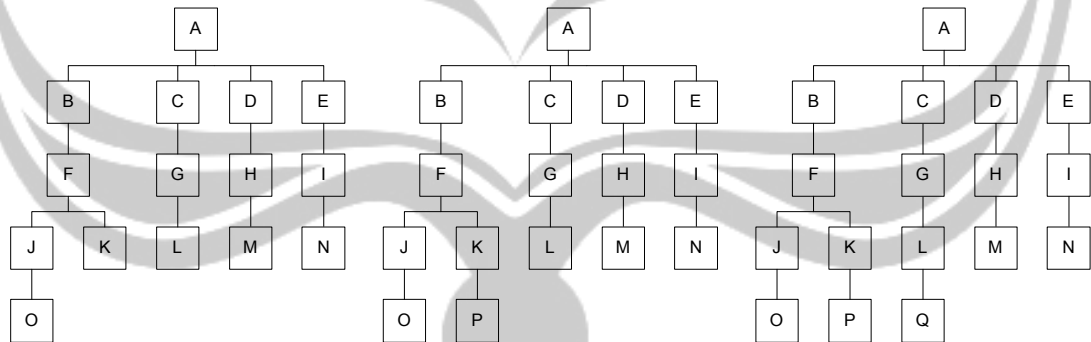 A A A
B C D E B C D E B C D E
F G H I F G H I F G H I
J K L M N J K L M N J K L M N
O O P O P Q